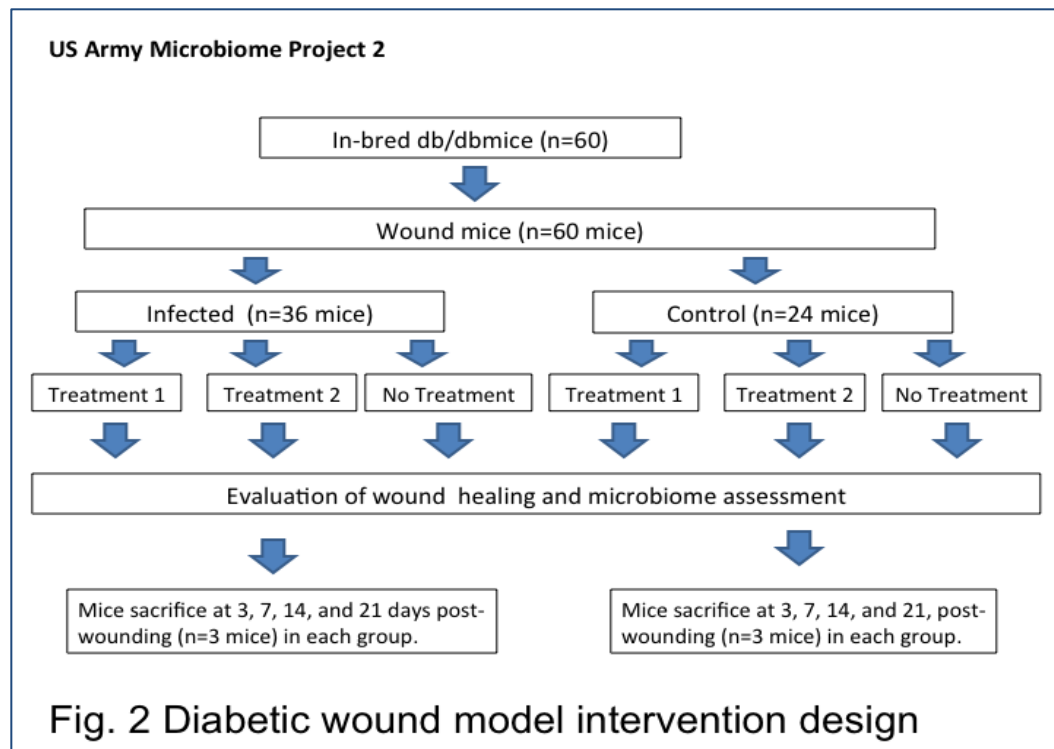 US Army Microbiome Project 2
In-bred db/dbmice (n=60)
Wound mice (n=60 mice)
Infected (n=36 mice)
Control (n=24 mice)
Treatment 1
Treatment 2
No Treatment
Treatment 1
Treatment 2
No Treatment
Evaluation of wound healing and microbiome assessment
Mice sacrifice at 3, 7, 14, and 21 days post-
wounding (n=3 mice) in each group.
Mice sacrifice at 3, 7, 14, and 21, post-
wounding (n=3 mice) in each group.
Fig. 2 Diabetic wound model intervention design